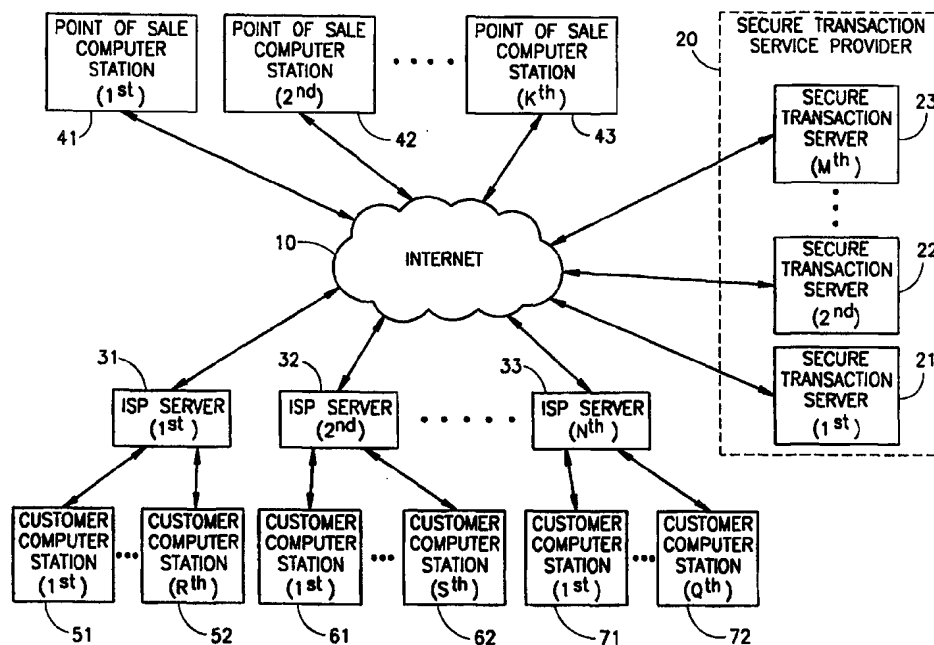 POINT OF SALE
COMPUTER
STATION
(1st)
41
POINT OF SALE
COMPUTER
STATION
(2nd)
42
POINT OF SALE
COMPUTER
STATION
(Kth)
43
20
SECURE TRANSACTION
SERVICE PROVIDER
SECURE
TRANSACTION
SERVER
(Mth)
23
SECURE
TRANSACTION
SERVER
(2nd)
22
SECURE
TRANSACTION
SERVER
(1st)
21
10
INTERNET
31
ISP SERVER
(1st)
32
ISP SERVER
(2nd)
33
ISP SERVER
(Nth)
CUSTOMER
COMPUTER
STATION
(1st)
51
CUSTOMER
COMPUTER
STATION
(Rth)
52
CUSTOMER
COMPUTER
STATION
(1st)
61
CUSTOMER
COMPUTER
STATION
(Sth)
62
CUSTOMER
COMPUTER
STATION
(1st)
71
CUSTOMER
COMPUTER
STATION
(Qth)
72